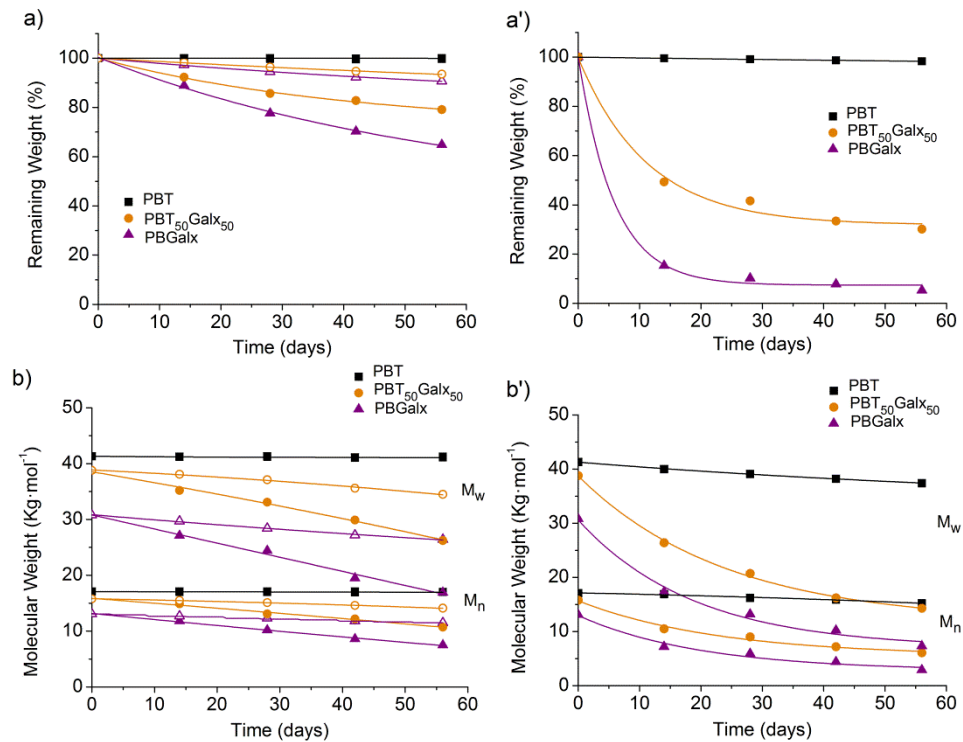 a)
Remaining Weight (%)
100
80
60
40
20
0
PBT
PBT₅₀Galx₅₀
PBGalx
0 10 20 30 40 50 60
Time (days)
a')
Remaining Weight (%)
100
80
60
40
20
0
PBT
PBT₅₀Galx₅₀
PBGalx
0 10 20 30 40 50 60
Time (days)
b)
PBT
PBT₅₀Galx₅₀
PBGalx
Molecular Weight (Kg·mol⁻¹)
50
40
30
20
10
0
M_w
M_n
0 10 20 30 40 50 60
Time (days)
b')
PBT
PBT₅₀Galx₅₀
PBGalx
Molecular Weight (Kg·mol⁻¹)
50
40
30
20
10
0
M_w
M_n
0 10 20 30 40 50 60
Time (days)